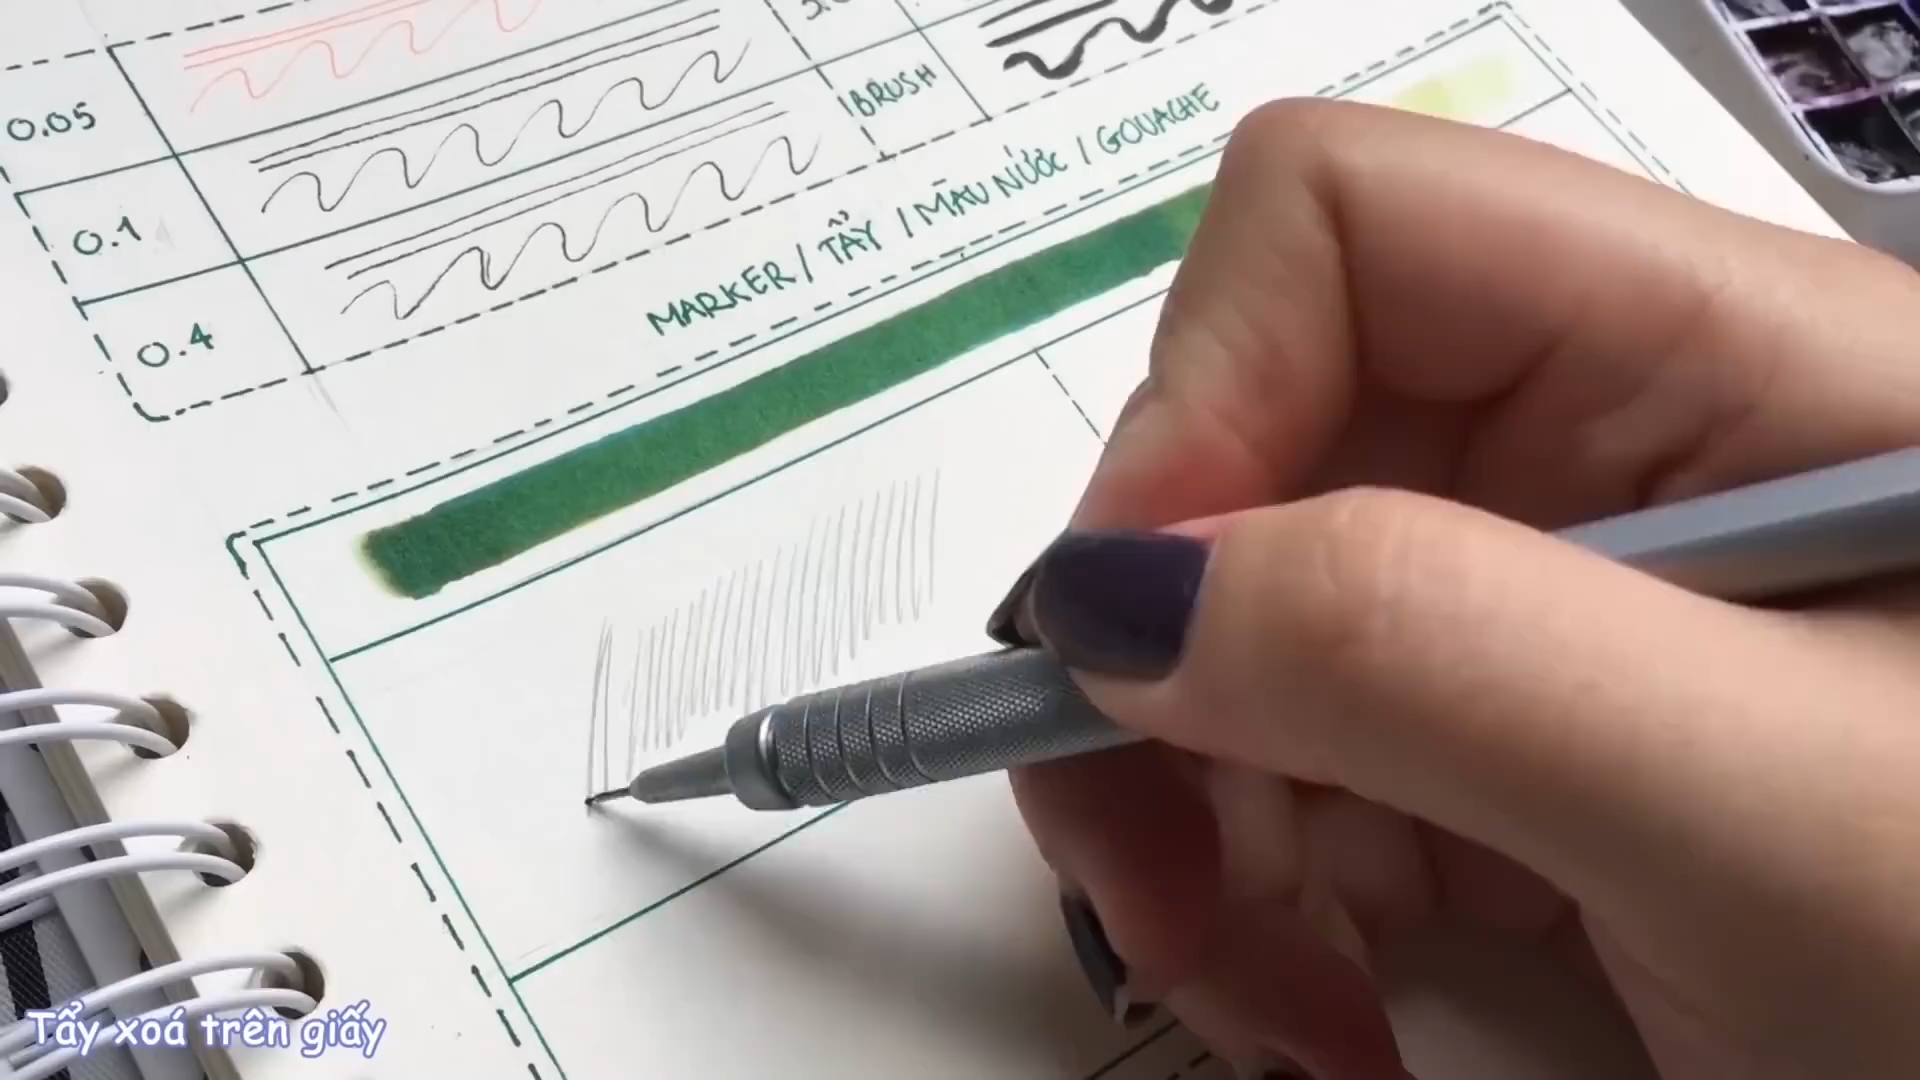 0.05
0.1
0.4
BRUSH
MARKER / TẨY / MÀU NƯỚC / GOUACHE
Tẩy xoá trên giấy